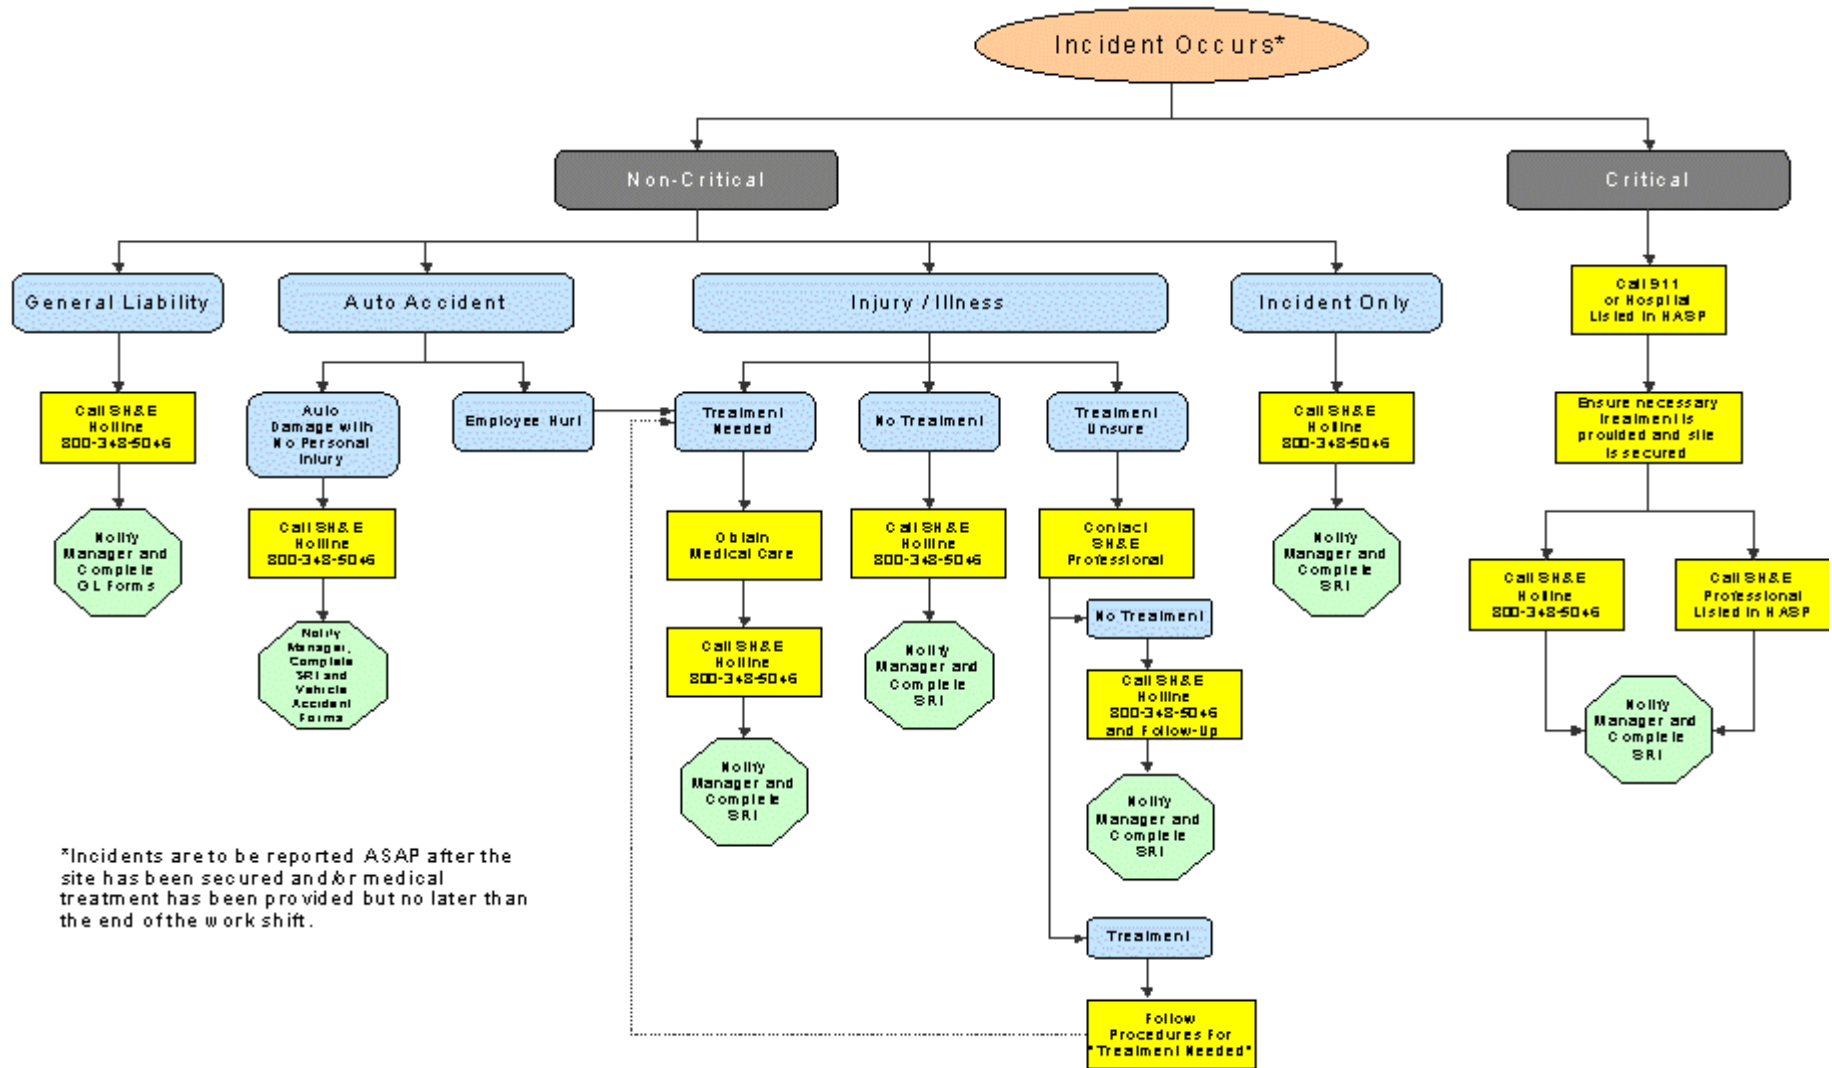 Incident Occurs*
Non-Critical
Critical
General Liability
Auto Accident
Injury / Illness
Incident Only
Call 911
or Hospital
Listed in HASP
Call SH&E
Hotline
800-348-5046
Auto
Damage with
No Personal
Injury
Employee Hurt
Treatment
Needed
No Treatment
Treatment
Unsure
Call SH&E
Hotline
800-348-5046
Ensure necessary
treatment is
provided and site
is secured
Notify
Manager and
Complete
GL Forms
Call SH&E
Hotline
800-348-5046
Obtain
Medical Care
Call SH&E
Hotline
800-348-5046
Contact
SH&E
Professional
Notify
Manager and
Complete
SRI
Call SH&E
Hotline
800-348-5046
Call SH&E
Professional
Listed in HASP
Notify
Manager,
Complete
SRI and
Vehicle
Accident
Forms
Call SH&E
Hotline
800-348-5046
Notify
Manager and
Complete
SRI
No Treatment
Call SH&E
Hotline
800-348-5046
and Follow-Up
Notify
Manager and
Complete
SRI
Notify
Manager and
Complete
SRI
Notify
Manager and
Complete
SRI
*Incidents are to be reported ASAP after the
site has been secured and/or medical
treatment has been provided but no later than
the end of the work shift.
Treatment
Follow
Procedures For
"Treatment Needed"